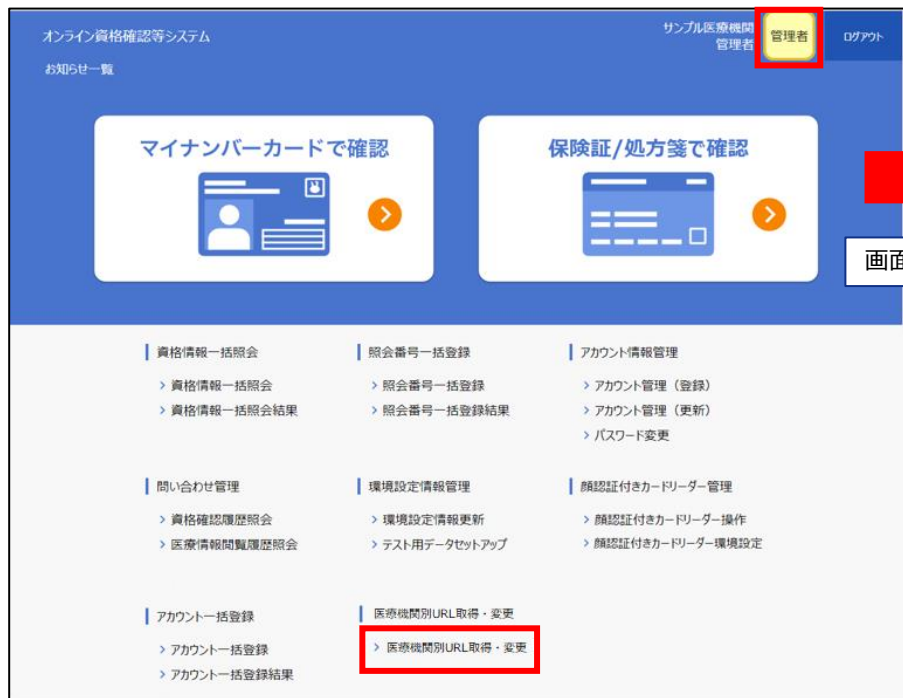 オンライン資格確認等システム
サンプル医療機関
管理者
管理者
ログアウト
お知らせ一覧
マイナンバーカードで確認
保険証/処方箋で確認
画面
資格情報一括照会
照会番号一括登録
アカウント情報管理
> 資格情報一括照会
> 照会番号一括登録
> アカウント管理（登録）
> 資格情報一括照会結果
> 照会番号一括登録結果
> アカウント管理（更新）
> パスワード変更
問い合わせ管理
環境設定情報管理
顔認証付きカードリーダー管理
> 資格確認履歴照会
> 環境設定情報更新
> 顔認証付きカードリーダー操作
> 医療情報閲覧履歴照会
> テスト用データセットアップ
> 顔認証付きカードリーダー環境設定
アカウント一括登録
医療機関別URL取得・変更
> アカウント一括登録
> 医療機関別URL取得・変更
> アカウント一括登録結果